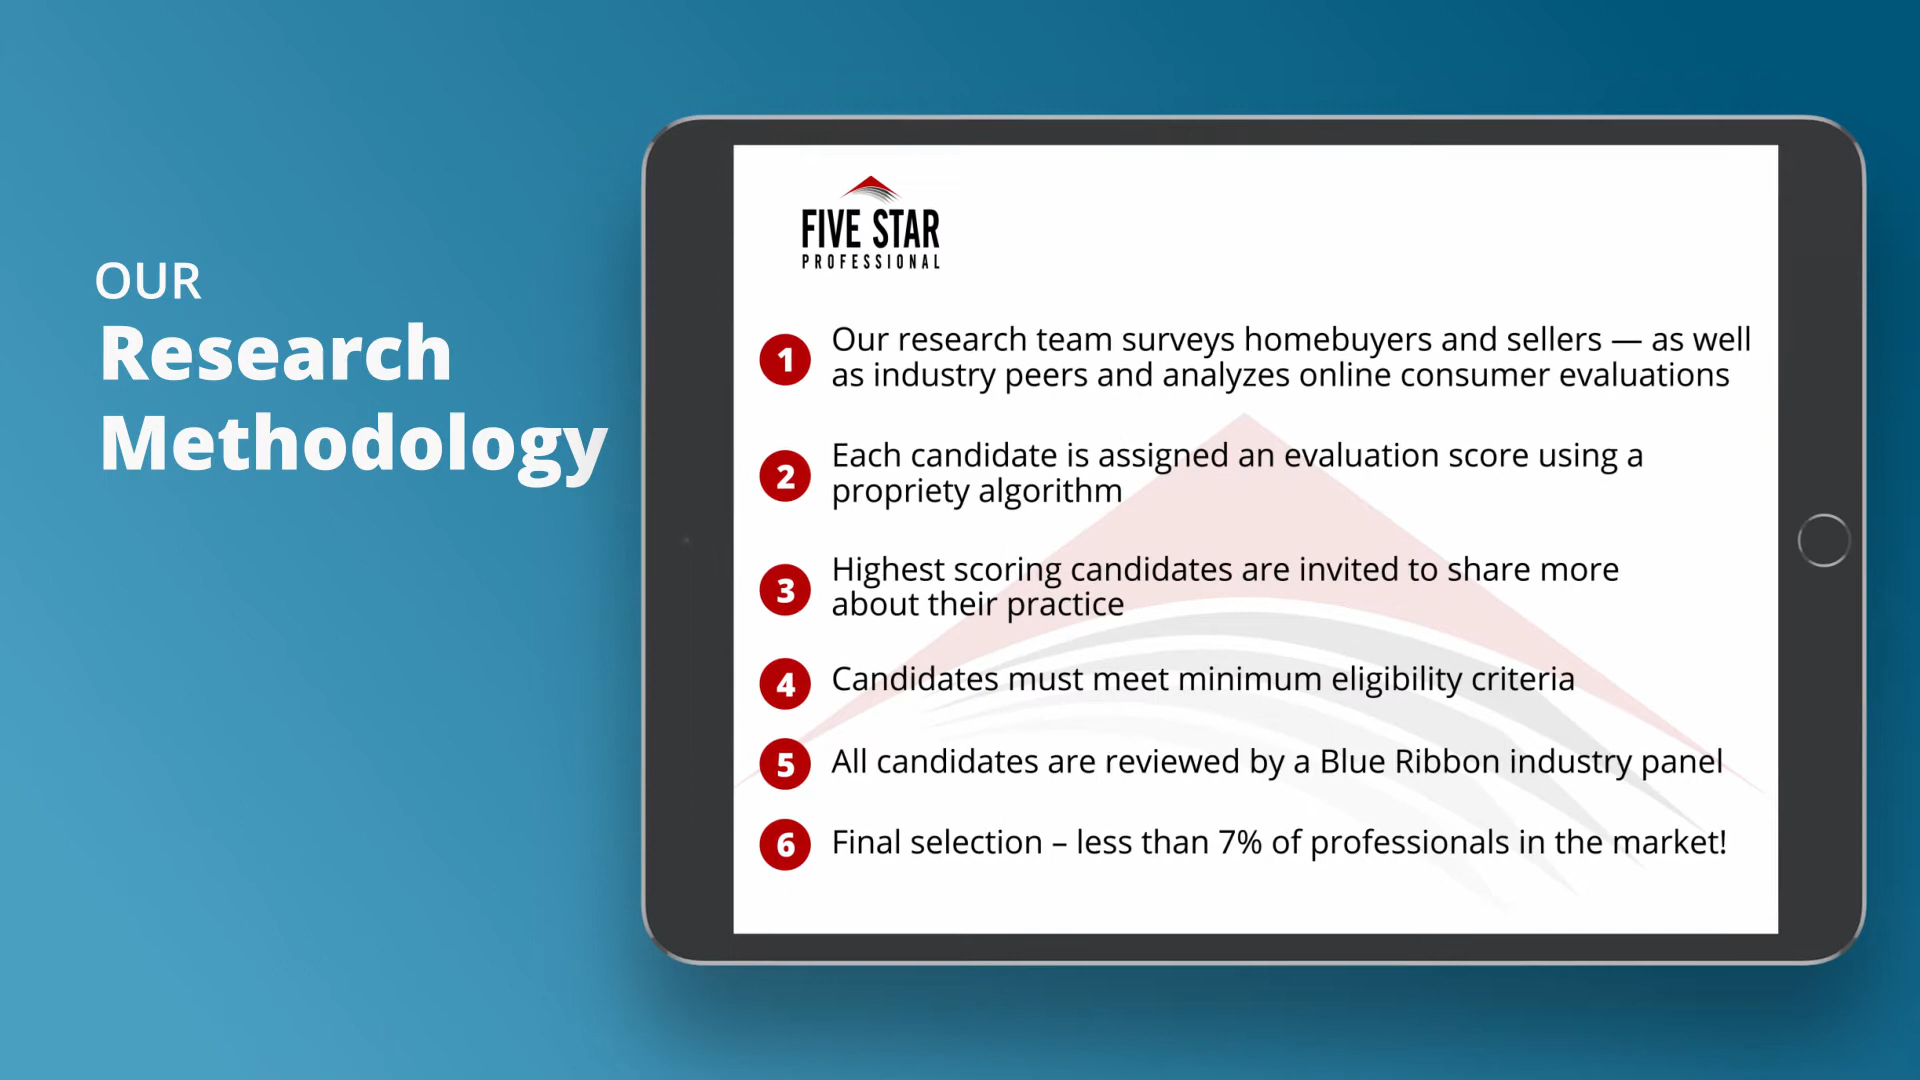 OUR
Research
Methodology
FIVE STAR
PROFESSIONAL
1 Our research team surveys homebuyers and sellers — as well
as industry peers and analyzes online consumer evaluations
2 Each candidate is assigned an evaluation score using a
propriety algorithm
3 Highest scoring candidates are invited to share more
about their practice
4 Candidates must meet minimum eligibility criteria
5 All candidates are reviewed by a Blue Ribbon industry panel
6 Final selection – less than 7% of professionals in the market!